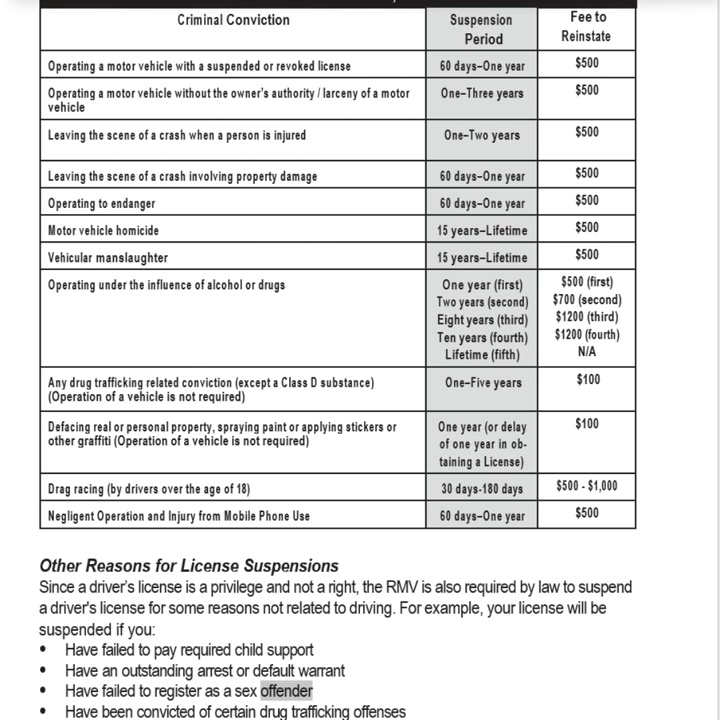 Criminal Conviction Suspension Period Fee to Reinstate
Operating a motor vehicle with a suspended or revoked license 60 days–One year $500
Operating a motor vehicle without the owner's authority / larceny of a motor vehicle One–Three years $500
Leaving the scene of a crash when a person is injured One–Two years $500
Leaving the scene of a crash involving property damage 60 days–One year $500
Operating to endanger 60 days–One year $500
Motor vehicle homicide 15 years–Lifetime $500
Vehicular manslaughter 15 years–Lifetime $500
Operating under the influence of alcohol or drugs One year (first) $500 (first)
Two years (second) $700 (second)
Eight years (third) $1200 (third)
Ten years (fourth) $1200 (fourth)
Lifetime (fifth) N/A
Any drug trafficking related conviction (except a Class D substance) One–Five years $100
(Operation of a vehicle is not required)
Defacing real or personal property, spraying paint or applying stickers or One year (or delay $100
other graffiti (Operation of a vehicle is not required) of one year in ob-
taining a License)
Drag racing (by drivers over the age of 18) 30 days-180 days $500 - $1,000
Negligent Operation and Injury from Mobile Phone Use 60 days–One year $500
Other Reasons for License Suspensions
Since a driver's license is a privilege and not a right, the RMV is also required by law to suspend
a driver's license for some reasons not related to driving. For example, your license will be
suspended if you:
• Have failed to pay required child support
• Have an outstanding arrest or default warrant
• Have failed to register as a sex offender
• Have been convicted of certain drug trafficking offenses